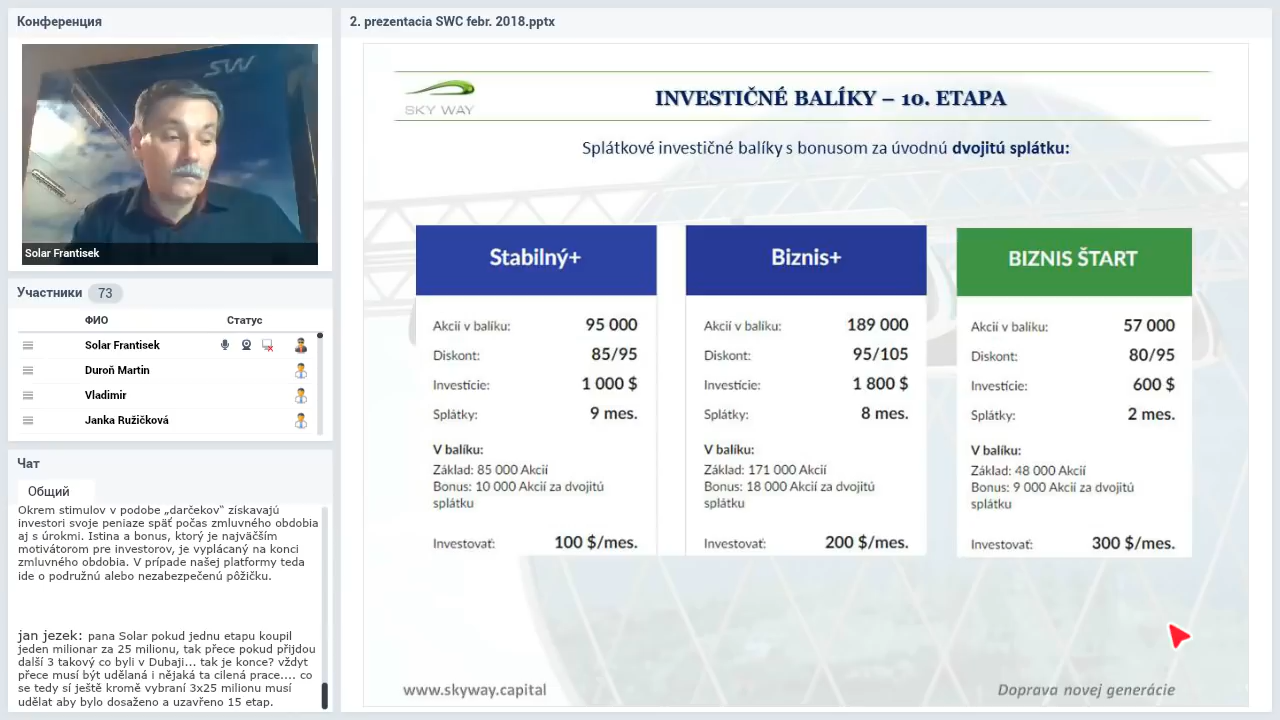 Конференция
SW
Solar Frantisek
Участники 73
ФИО Статус
Solar Frantisek
Duroň Martin
Vladimir
Janka Ružičková
Чат
Общий
Okrem stimulov v podobe „darčekov“ získavajú
investori svoje peniaze späť počas zmluvného obdobia
aj s úrokmi. Istina a bonus, ktorý je najväčším
motivátorom pre investorov, je vyplácaný na konci
zmluvného obdobia. V prípade našej platformy teda
ide o podružnú alebo nezabezpečenú pôžičku.
jan jezek: pana Solar pokud jednu etapu koupil
jeden milionar za 25 milionu, tak přece pokud přijdou
další 3 takový co byli v Dubaji... tak je konce? vždyt
přece musí být udělaná i nějaká ta cilená prace.... co
se tedy sí ještě kromě vybraní 3x25 milionu musí
udělat aby bylo dosaženo a uzavřeno 15 etap.
2. prezentacia SWC febr. 2018.pptx
SKY WAY
INVESTIČNÉ BALÍKY – 10. ETAPA
Splátkové investičné balíky s bonusom za úvodnú dvojitú splátku:
Stabilný+
Akcií v balíku: 95 000
Diskont: 85/95
Investície: 1 000 $
Splátky: 9 mes.
V balíku:
Základ: 85 000 Akcií
Bonus: 10 000 Akcií za dvojitú
splátku
Investovať: 100 $/mes.
Biznis+
Akcií v balíku: 189 000
Diskont: 95/105
Investície: 1 800 $
Splátky: 8 mes.
V balíku:
Základ: 171 000 Akcií
Bonus: 18 000 Akcií za dvojitú
splátku
Investovať: 200 $/mes.
BIZNIS ŠTART
Akcií v balíku: 57 000
Diskont: 80/95
Investície: 600 $
Splátky: 2 mes.
V balíku:
Základ: 48 000 Akcií
Bonus: 9 000 Akcií za dvojitú
splátku
Investovať: 300 $/mes.
www.skyway.capital
Doprava novej generácie